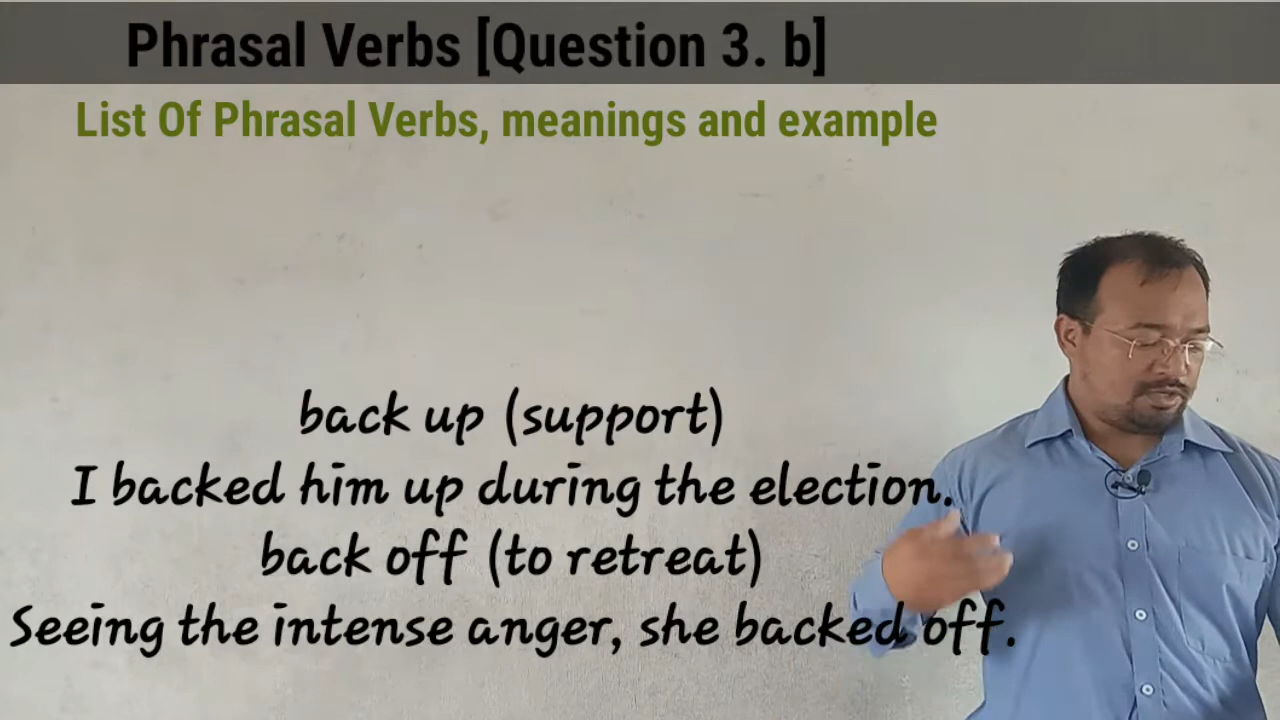 Phrasal Verbs [Question 3. b]
List Of Phrasal Verbs, meanings and example
back up (support)
I backed him up during the election.
back off (to retreat)
Seeing the intense anger, she backed off.